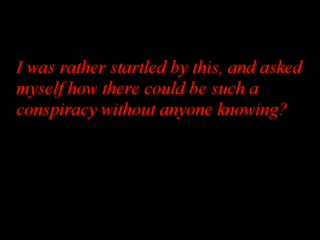 I was rather startled by this, and asked
myself how there could be such a
conspiracy without anyone knowing?